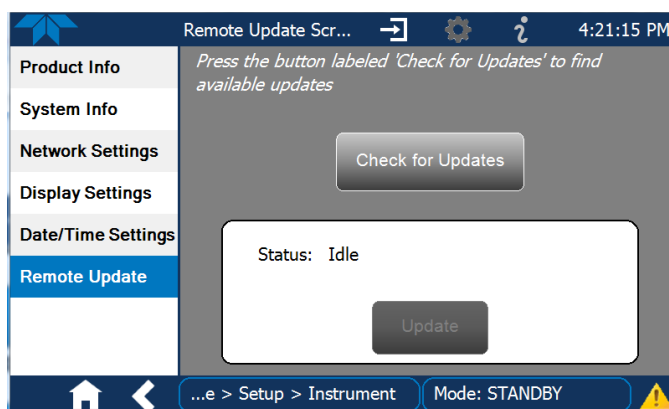 Remote Update Scr...
4:21:15 PM
Product Info
System Info
Network Settings
Display Settings
Date/Time Settings
Remote Update
Press the button labeled 'Check for Updates' to find
available updates
Check for Updates
Status: Idle
Update
...e > Setup > Instrument
Mode: STANDBY